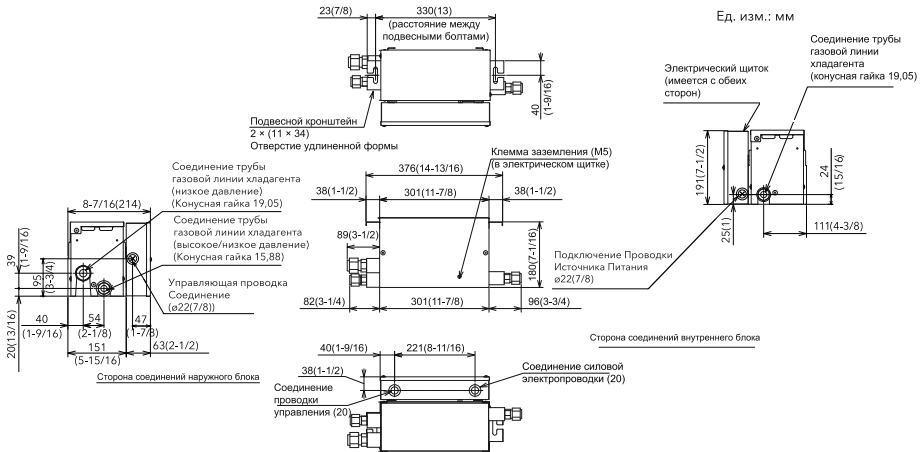 23(7/8)
330(13)
(расстояние между
подвесными болтами)
Ед. изм.: мм
40
(1-9/16)
Подвесной кронштейн
2 × (11 × 34)
Отверстие удлиненной формы
Электрический щиток
(имеется с обеих
сторон)
Соединение трубы
газовой линии
хладагента
(конусная гайка 19,05)
191(7-1/2)
24
(15/16)
25(1)
111(4-3/8)
Подключение Проводки
Источника Питания
ø22(7/8)
Сторона соединений внутреннего блока
Клемма заземления (М5)
(в электрическом щитке)
376(14-13/16)
38(1-1/2)
301(11-7/8)
38(1-1/2)
89(3-1/2)
180(7-1/16)
82(3-1/4)
301(11-7/8)
96(3-3/4)
Соединение трубы
газовой линии хладагента
(низкое давление)
(Конусная гайка 19,05)
Соединение трубы
газовой линии хладагента
(высокое/низкое давление)
(Конусная гайка 15,88)
Управляющая проводка
Соединение
(ø22(7/8))
8-7/16(214)
39
(1-9/16)
95
(3-3/4)
20(13/16)
40
(1-9/16)
54
(2-1/8)
47
(1-7/8)
151
(5-15/16)
63(2-1/2)
Сторона соединений наружного блока
40(1-9/16)
221(8-11/16)
38(1-1/2)
Соединение
проводки
управления (20)
Соединение силовой
электропроводки (20)